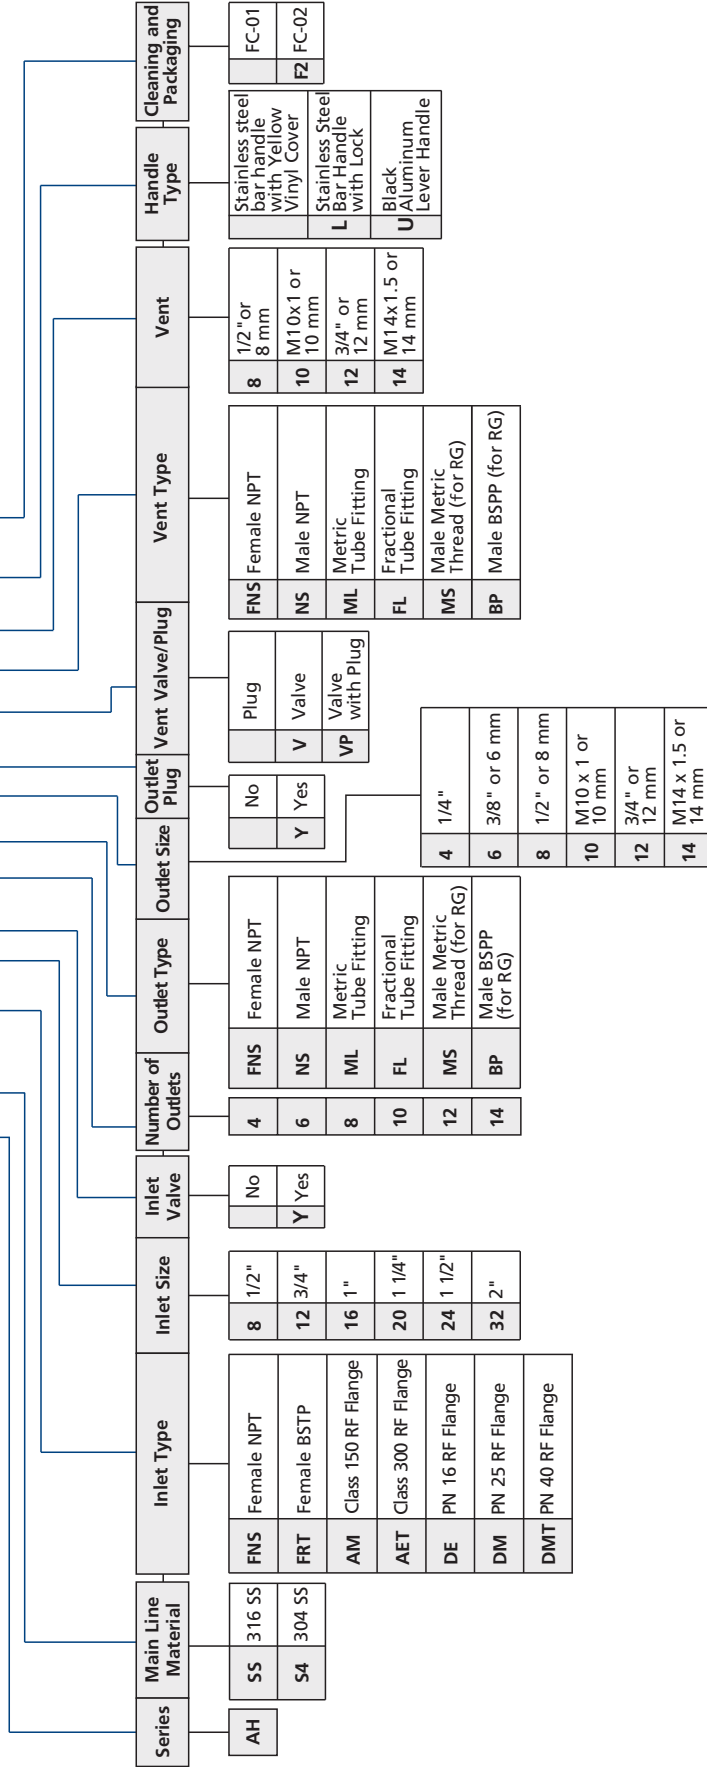 Series
AH
Main Line
Material
SS 316 SS
S4 304 SS
Inlet Type
FNS Female NPT
FRT Female BSTP
AM Class 150 RF Flange
AET Class 300 RF Flange
DE PN 16 RF Flange
DM PN 25 RF Flange
DMT PN 40 RF Flange
Inlet Size
8 1/2"
12 3/4"
16 1"
20 1 1/4"
24 1 1/2"
32 2"
Inlet
Valve
No
Y Yes
Number of
Outlets
4
6
8
10
12
14
Outlet Type
FNS Female NPT
NS Male NPT
ML Metric
Tube Fitting
FL Fractional
Tube Fitting
MS Male Metric
Thread (for RG)
BP Male BSPP
(for RG)
Outlet Size
4 1/4"
6 3/8" or 6 mm
8 1/2" or 8 mm
10 M10 x 1 or
10 mm
12 3/4" or
12 mm
14 M14 x 1.5 or
14 mm
Outlet
Plug
No
Y Yes
Vent Valve/Plug
Plug
V Valve
VP Valve
with Plug
Vent Type
FNS Female NPT
NS Male NPT
ML Metric
Tube Fitting
FL Fractional
Tube Fitting
MS Male Metric
Thread (for RG)
BP Male BSPP (for RG)
Vent
8 1/2"or
8 mm
10 M10x1 or
10 mm
12 3/4" or
12 mm
14 M14x1.5 or
14 mm
Handle
Type
Stainless steel
bar handle
with Yellow
Vinyl Cover
L Stainless Steel
Bar Handle
with Lock
U Black
Aluminum
Lever Handle
Cleaning and
Packaging
FC-01
F2 FC-02